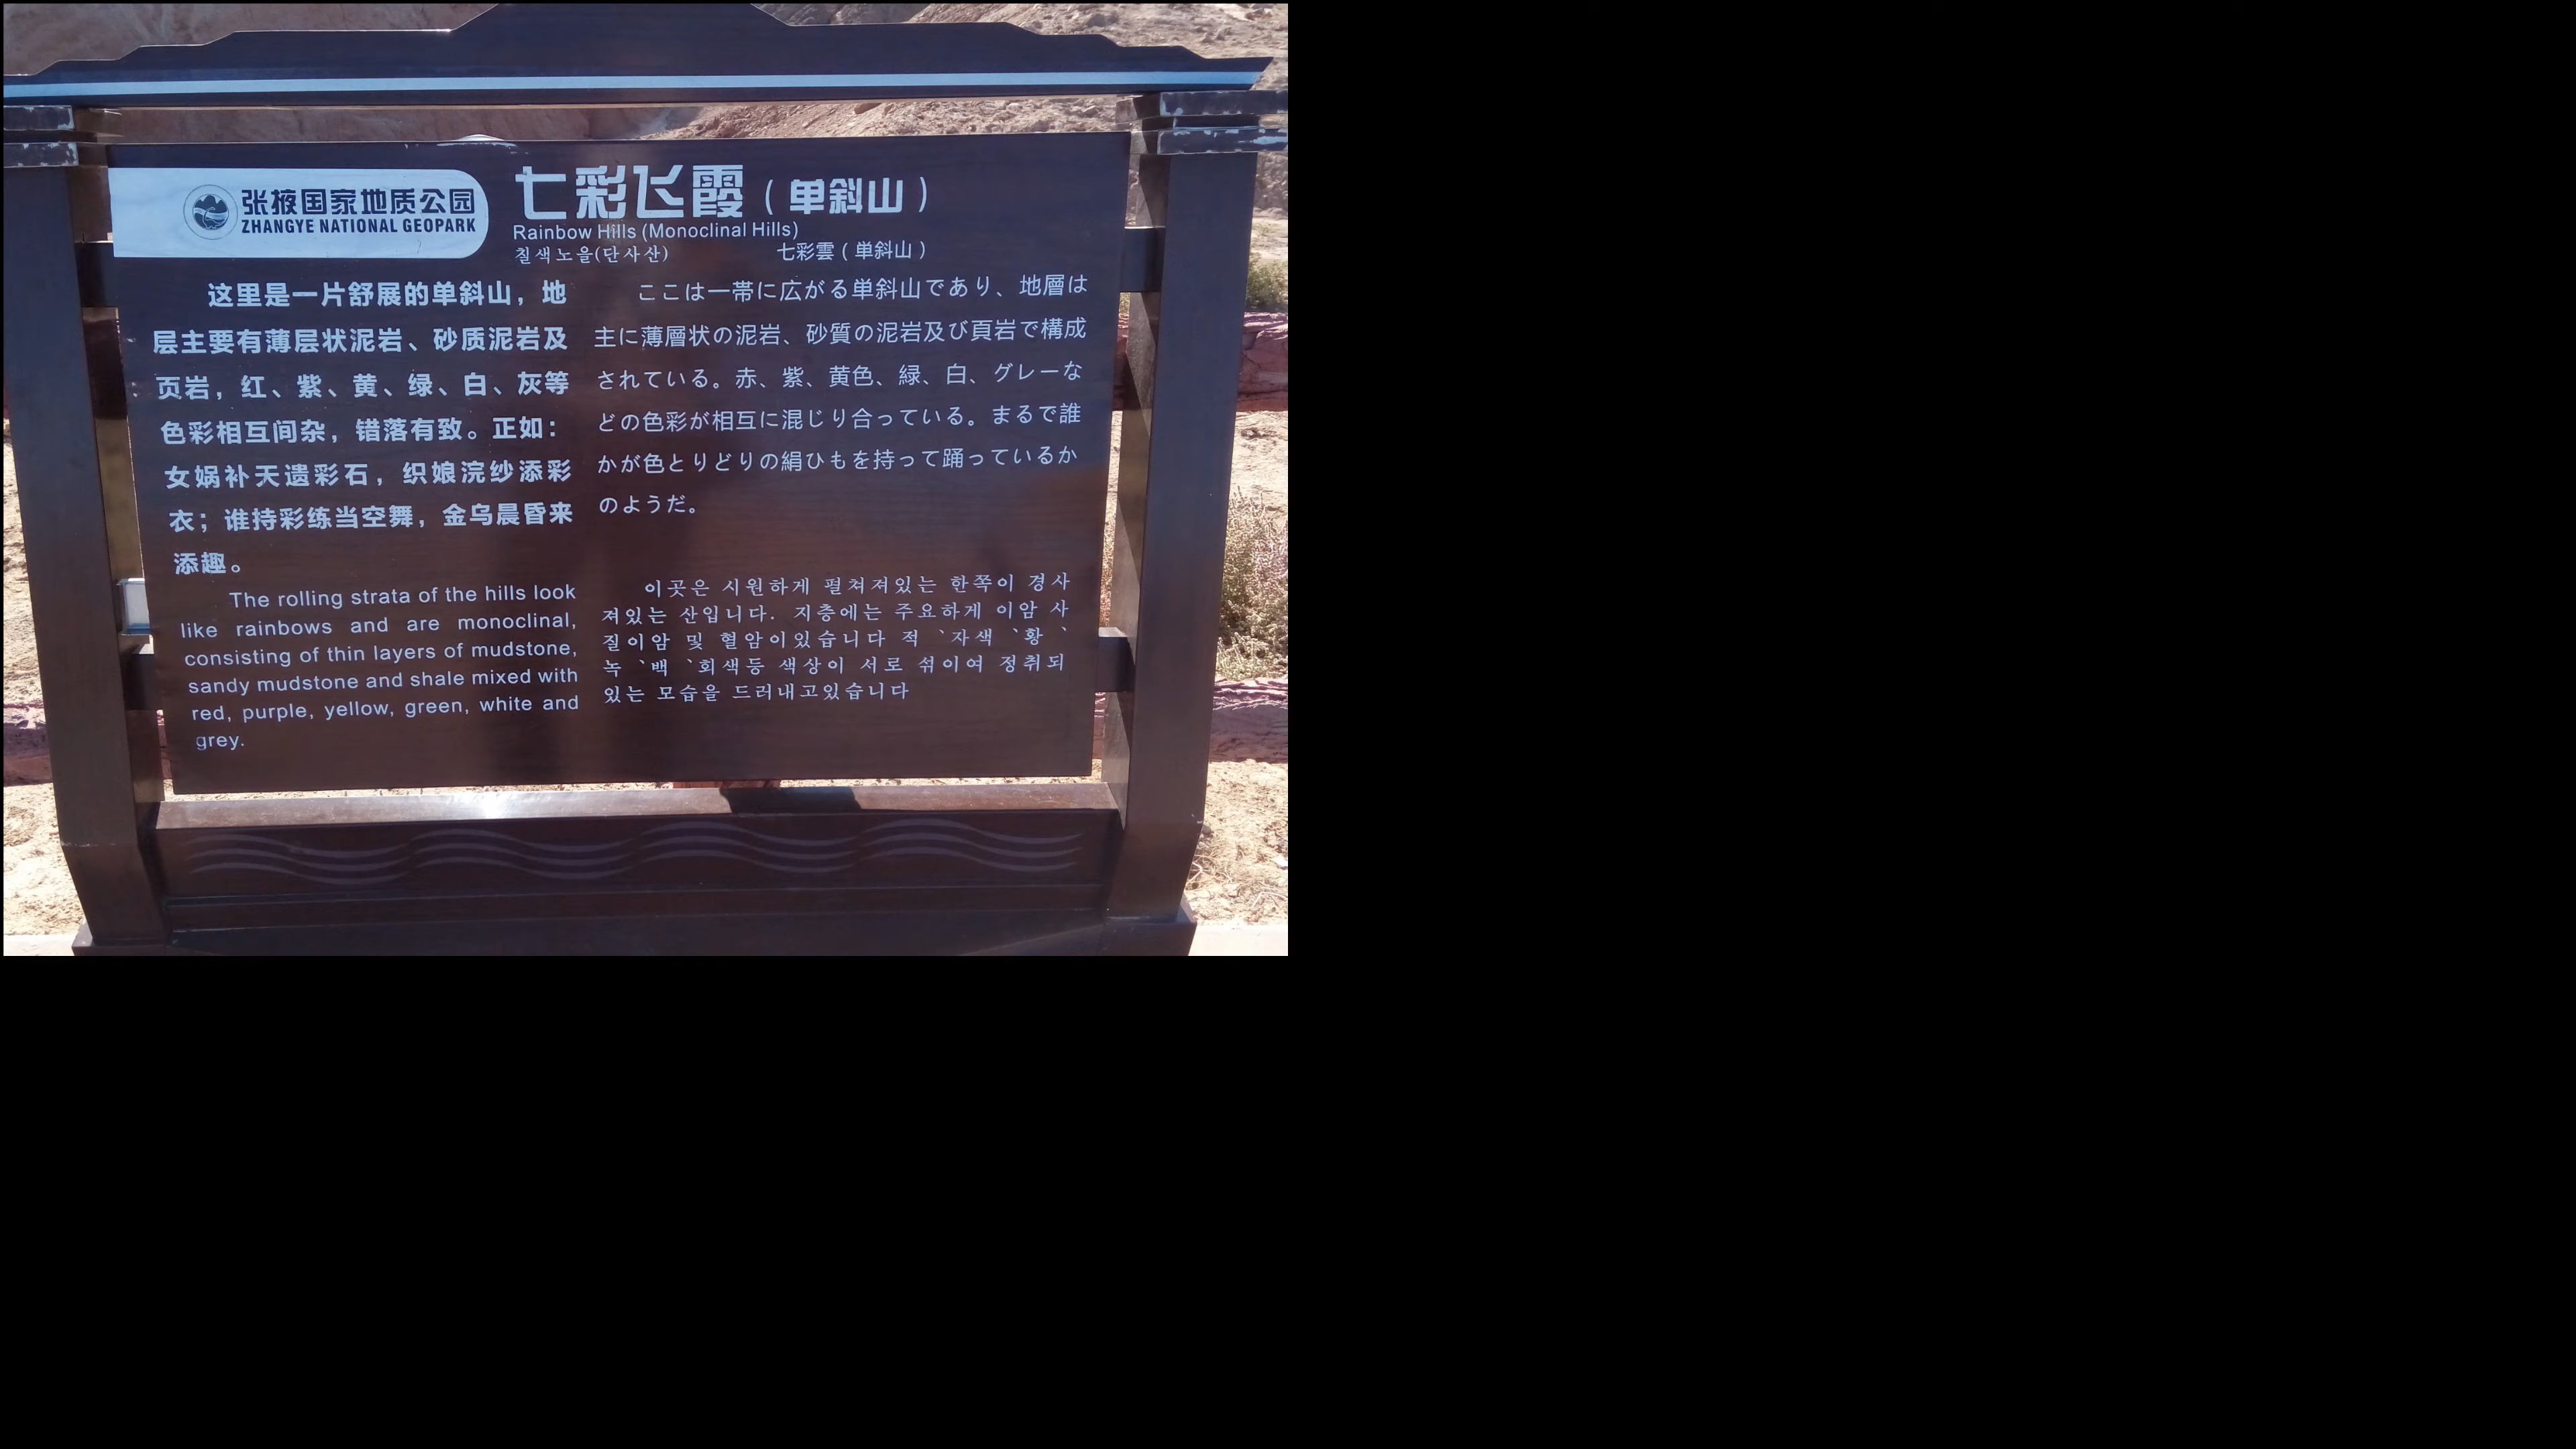 张掖国家地质公园
ZHANGYE NATIONAL GEOPARK
七彩飞霞（单斜山）
Rainbow Hills (Monoclinal Hills)
칠색노을(단사산)
七彩雲（単斜山）
这里是一片舒展的单斜山，地
层主要有薄层状泥岩、砂质泥岩及
页岩，红、紫、黄、绿、白、灰等
色彩相互间杂，错落有致。正如：
女娲补天遗彩石，织娘浣纱添彩
衣；谁持彩练当空舞，金乌晨昏来
添趣。
The rolling strata of the hills look
like rainbows and are monoclinal,
consisting of thin layers of mudstone,
sandy mudstone and shale mixed with
red, purple, yellow, green, white and
grey.
ここは一帯に広がる単斜山であり、地層は
主に薄層状の泥岩、砂質の泥岩及び頁岩で構成
されている。赤、紫、黄色、緑、白、グレーな
どの色彩が相互に混じり合っている。まるで誰
かが色とりどりの絹ひもを持って踊っているか
のようだ。
이곳은 시원하게 펼쳐져있는 한쪽이 경사
져있는 산입니다. 지층에는 주요하게 이암 사
질이암 및 혈암이있습니다 적 、자색 、황 、
녹 、백 、회색등 색상이 서로 섞이여 정취되
있는 모습을 드러내고있습니다